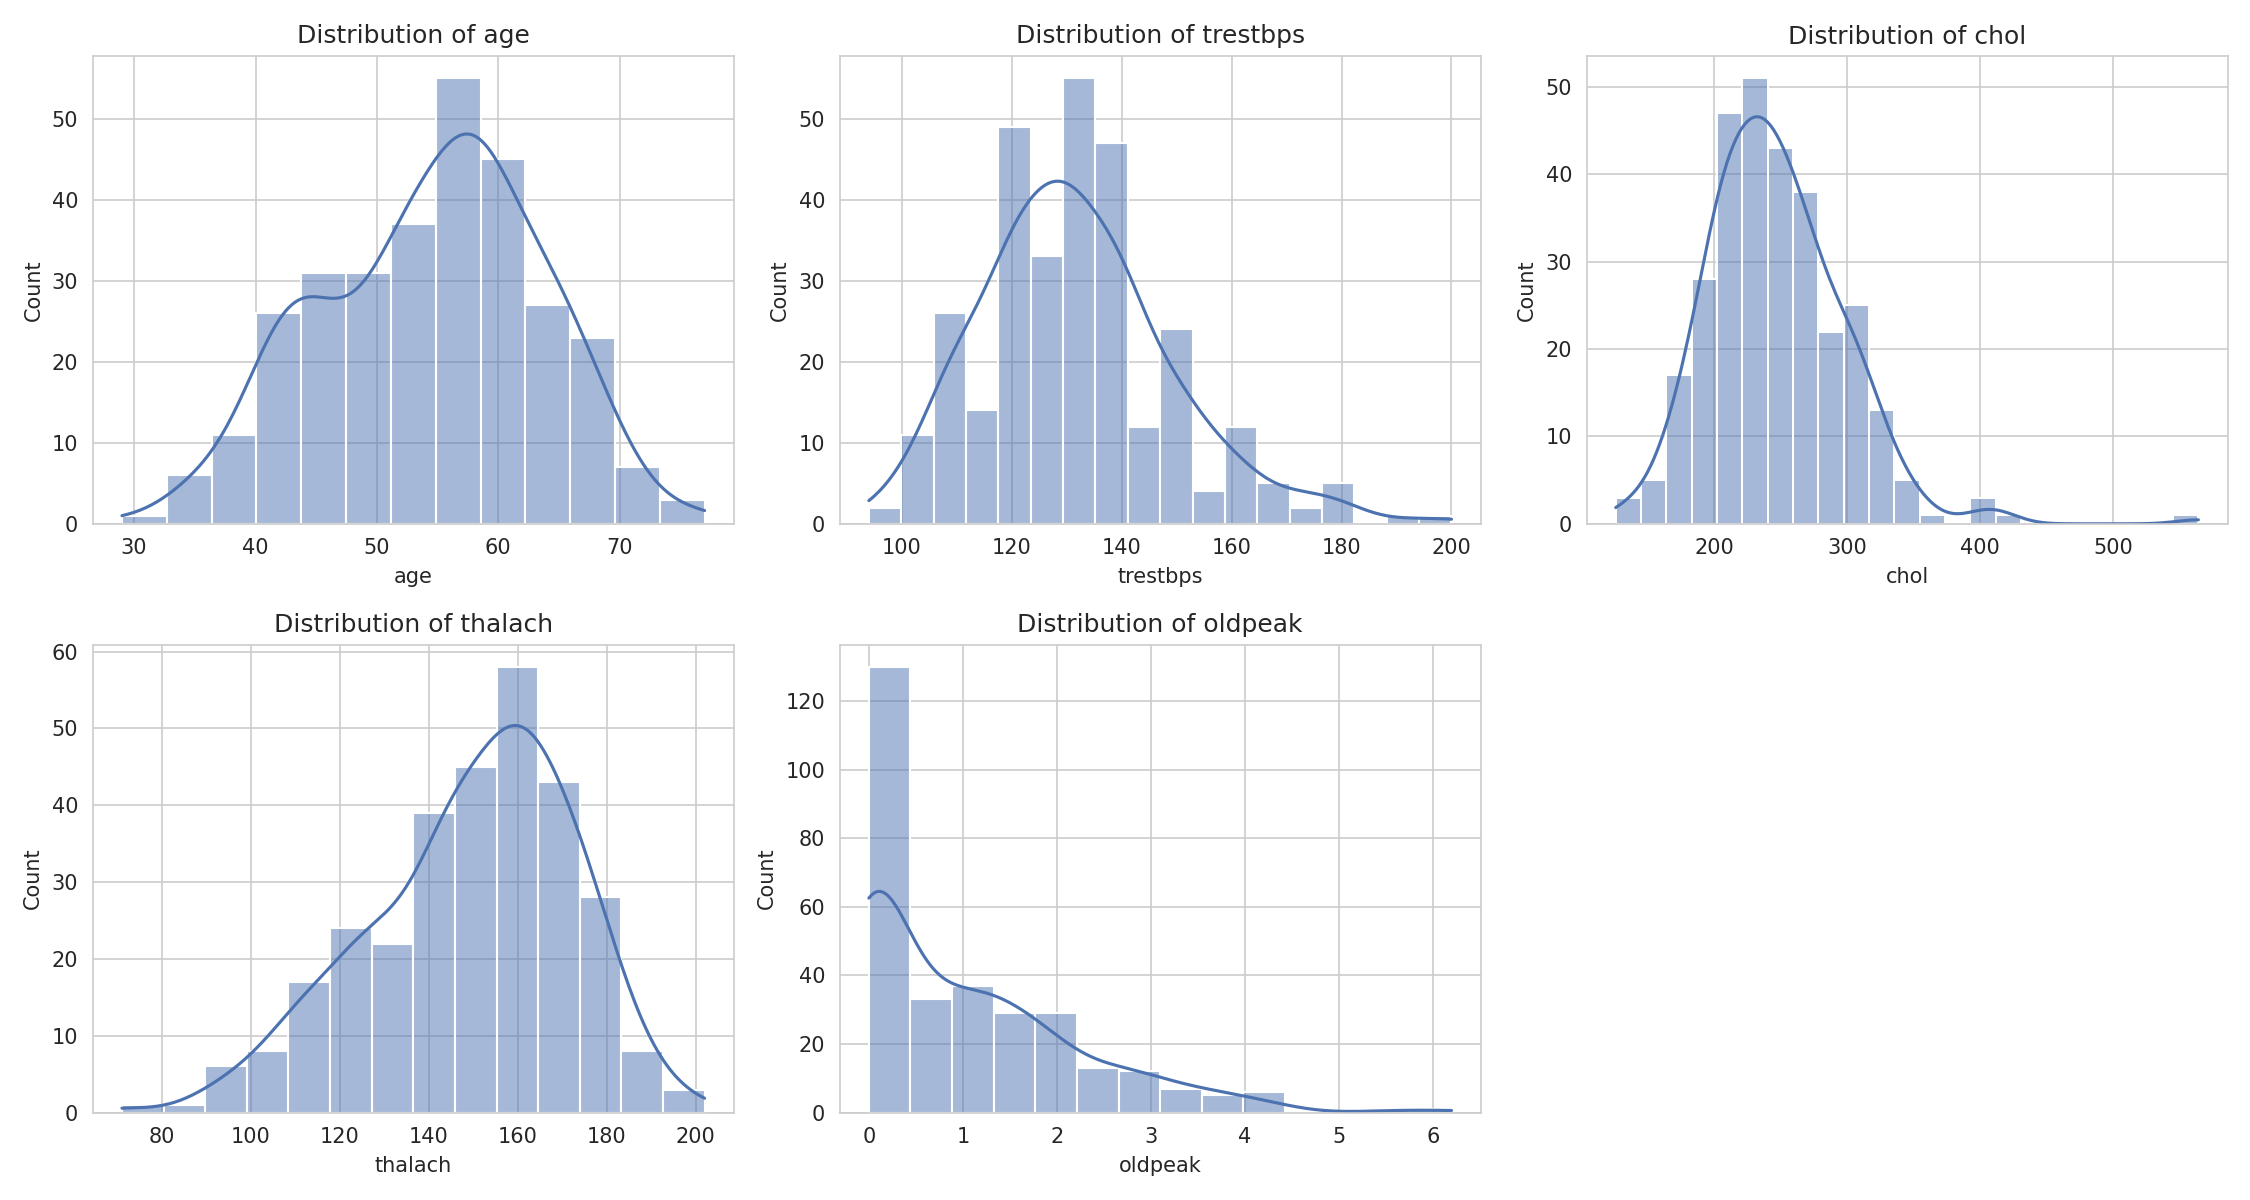 Distribution of age
Count
50
40
30
20
10
0
30 40 50 60 70
age
Distribution of trestbps
Count
50
40
30
20
10
0
100 120 140 160 180 200
trestbps
Distribution of chol
Count
50
40
30
20
10
0
200 300 400 500
chol
Distribution of thalach
Count
60
50
40
30
20
10
0
80 100 120 140 160 180 200
thalach
Distribution of oldpeak
Count
120
100
80
60
40
20
0
0 1 2 3 4 5 6
oldpeak